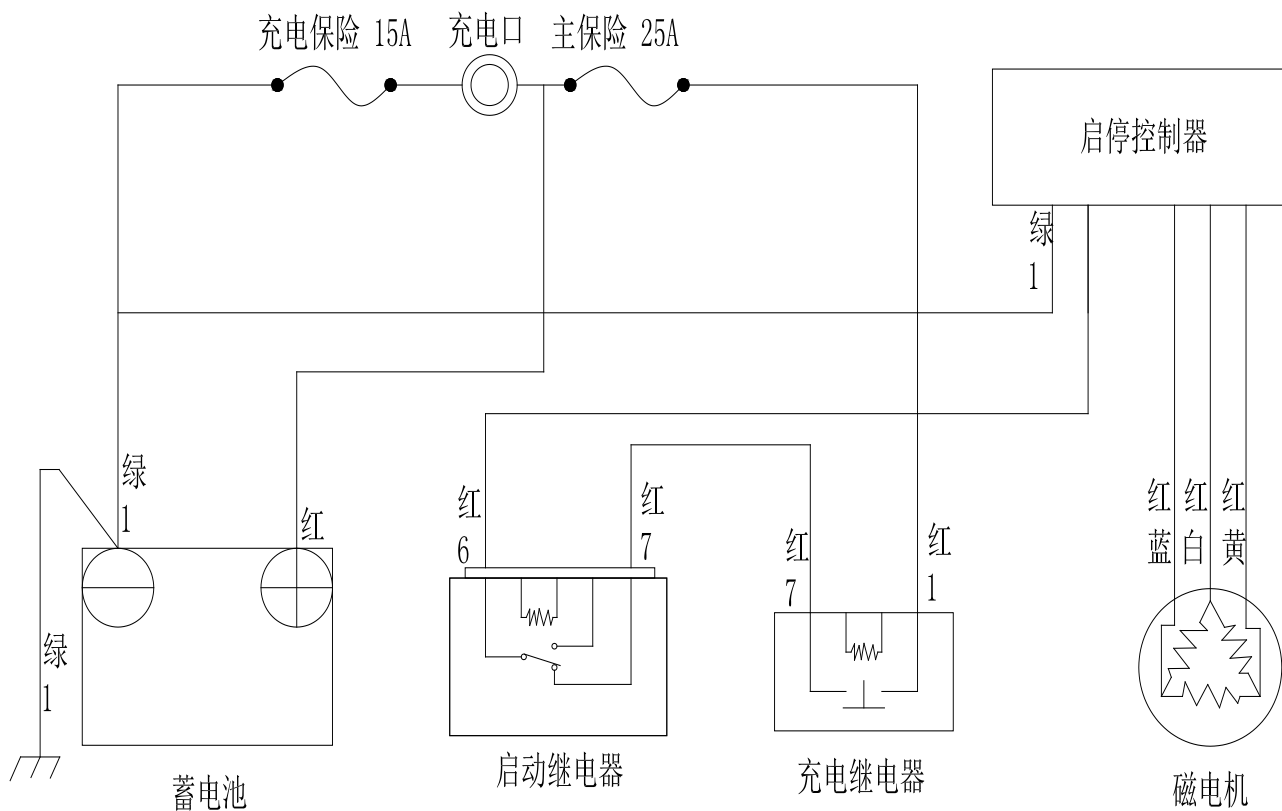 充电保险 15A
充电口
主保险 25A
启停控制器
绿
1
绿
1
红
红
6
红
7
红
7
红
1
红
蓝
红
白
红
黄
绿
1
蓄电池
启动继电器
充电继电器
磁电机